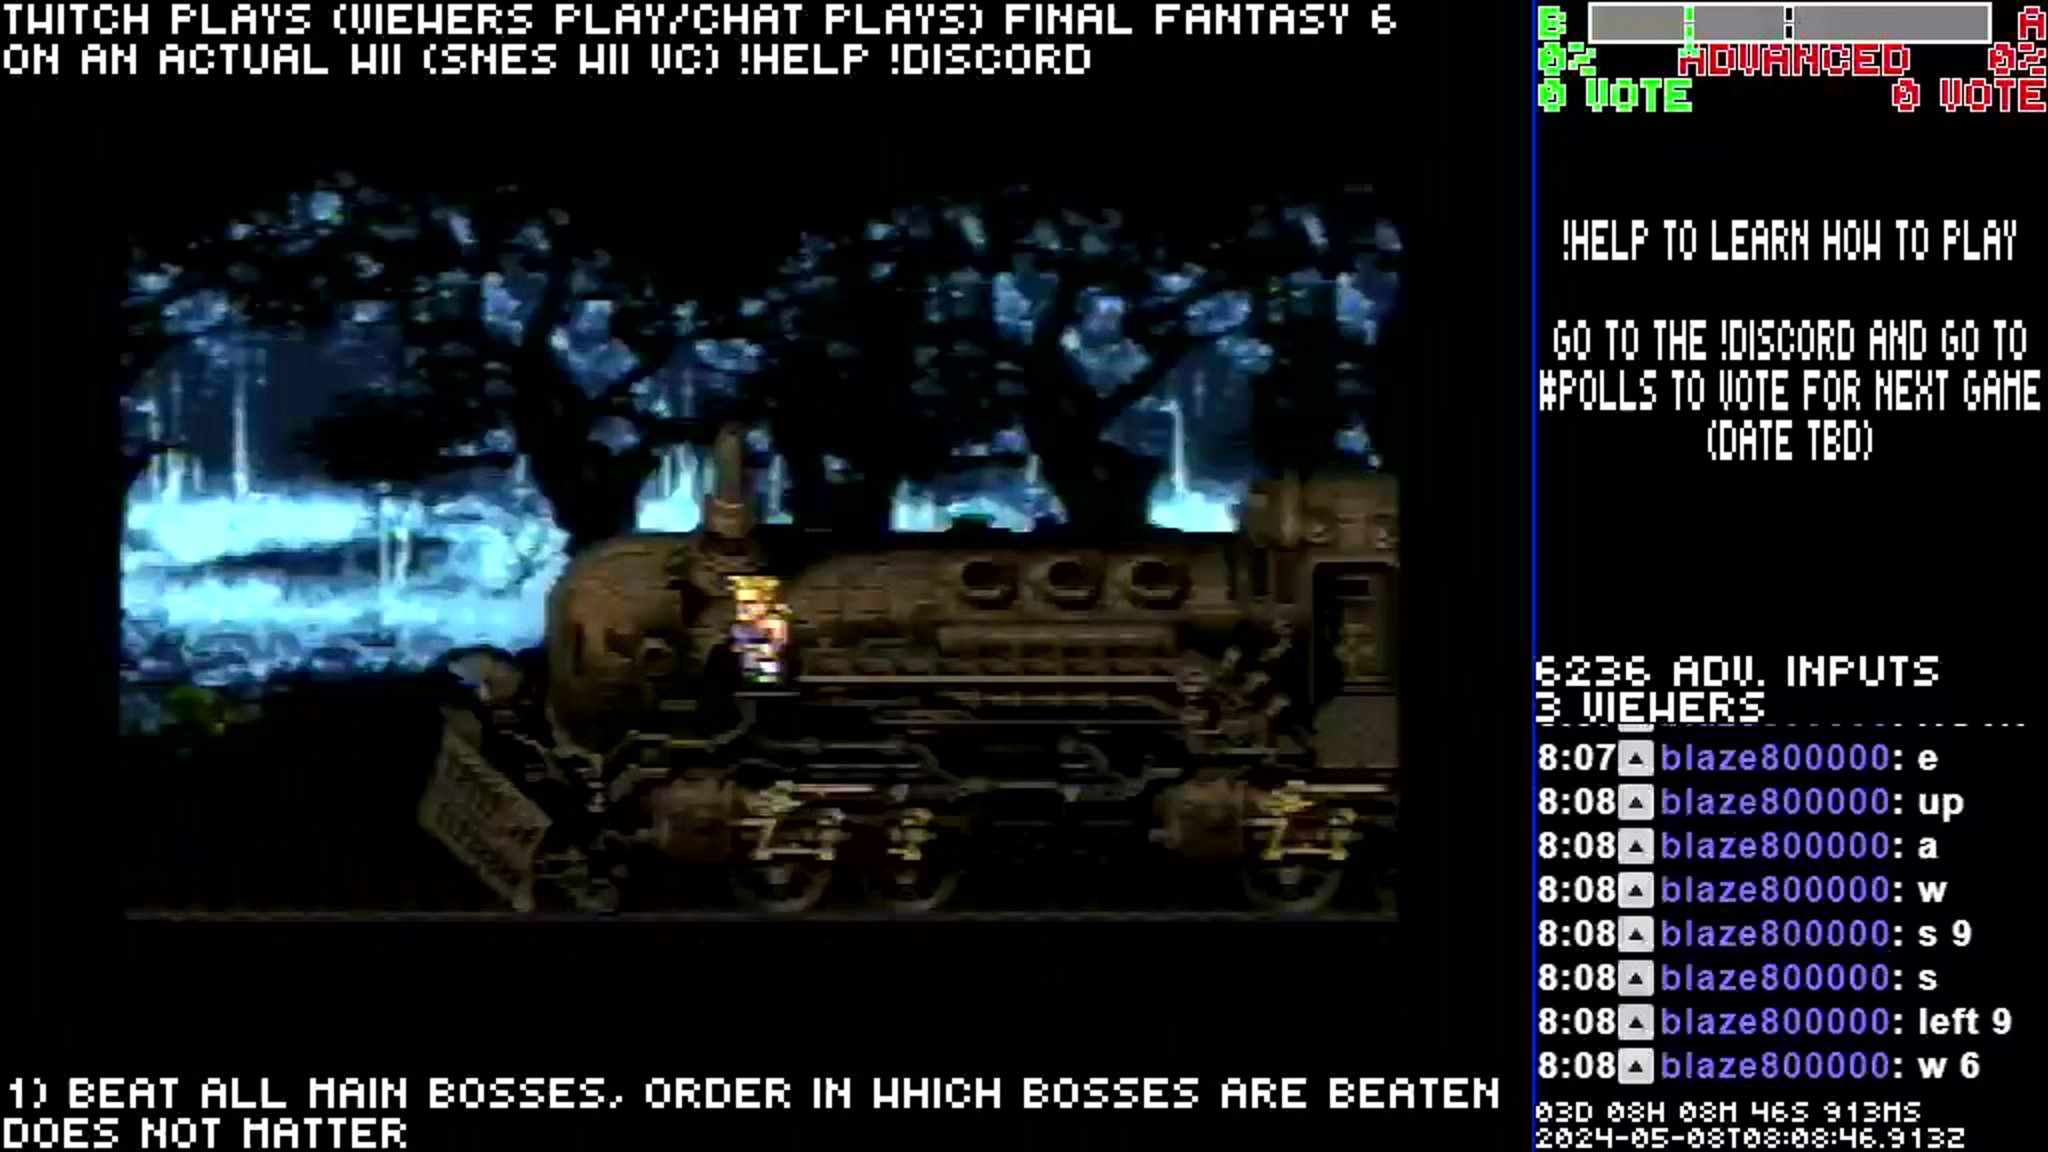 TWITCH PLAYS (VIEWERS PLAY/CHAT PLAYS) FINAL FANTASY 6
ON AN ACTUAL WII (SNES WII VC) !HELP !DISCORD
B A
0% ADVANCED 0%
0 VOTE 0 VOTE
!HELP TO LEARN HOW TO PLAY
GO TO THE !DISCORD AND GO TO
#POLLS TO VOTE FOR NEXT GAME
(DATE TBD)
6236 ADV. INPUTS
3 VIEWERS
8:07 blaze800000: e
8:08 blaze800000: up
8:08 blaze800000: a
8:08 blaze800000: w
8:08 blaze800000: s 9
8:08 blaze800000: s
8:08 blaze800000: left 9
8:08 blaze800000: w 6
03D 08H 08M 46S 913MS
2024-05-08T08:08:46.913Z
1) BEAT ALL MAIN BOSSES, ORDER IN WHICH BOSSES ARE BEATEN
DOES NOT MATTER